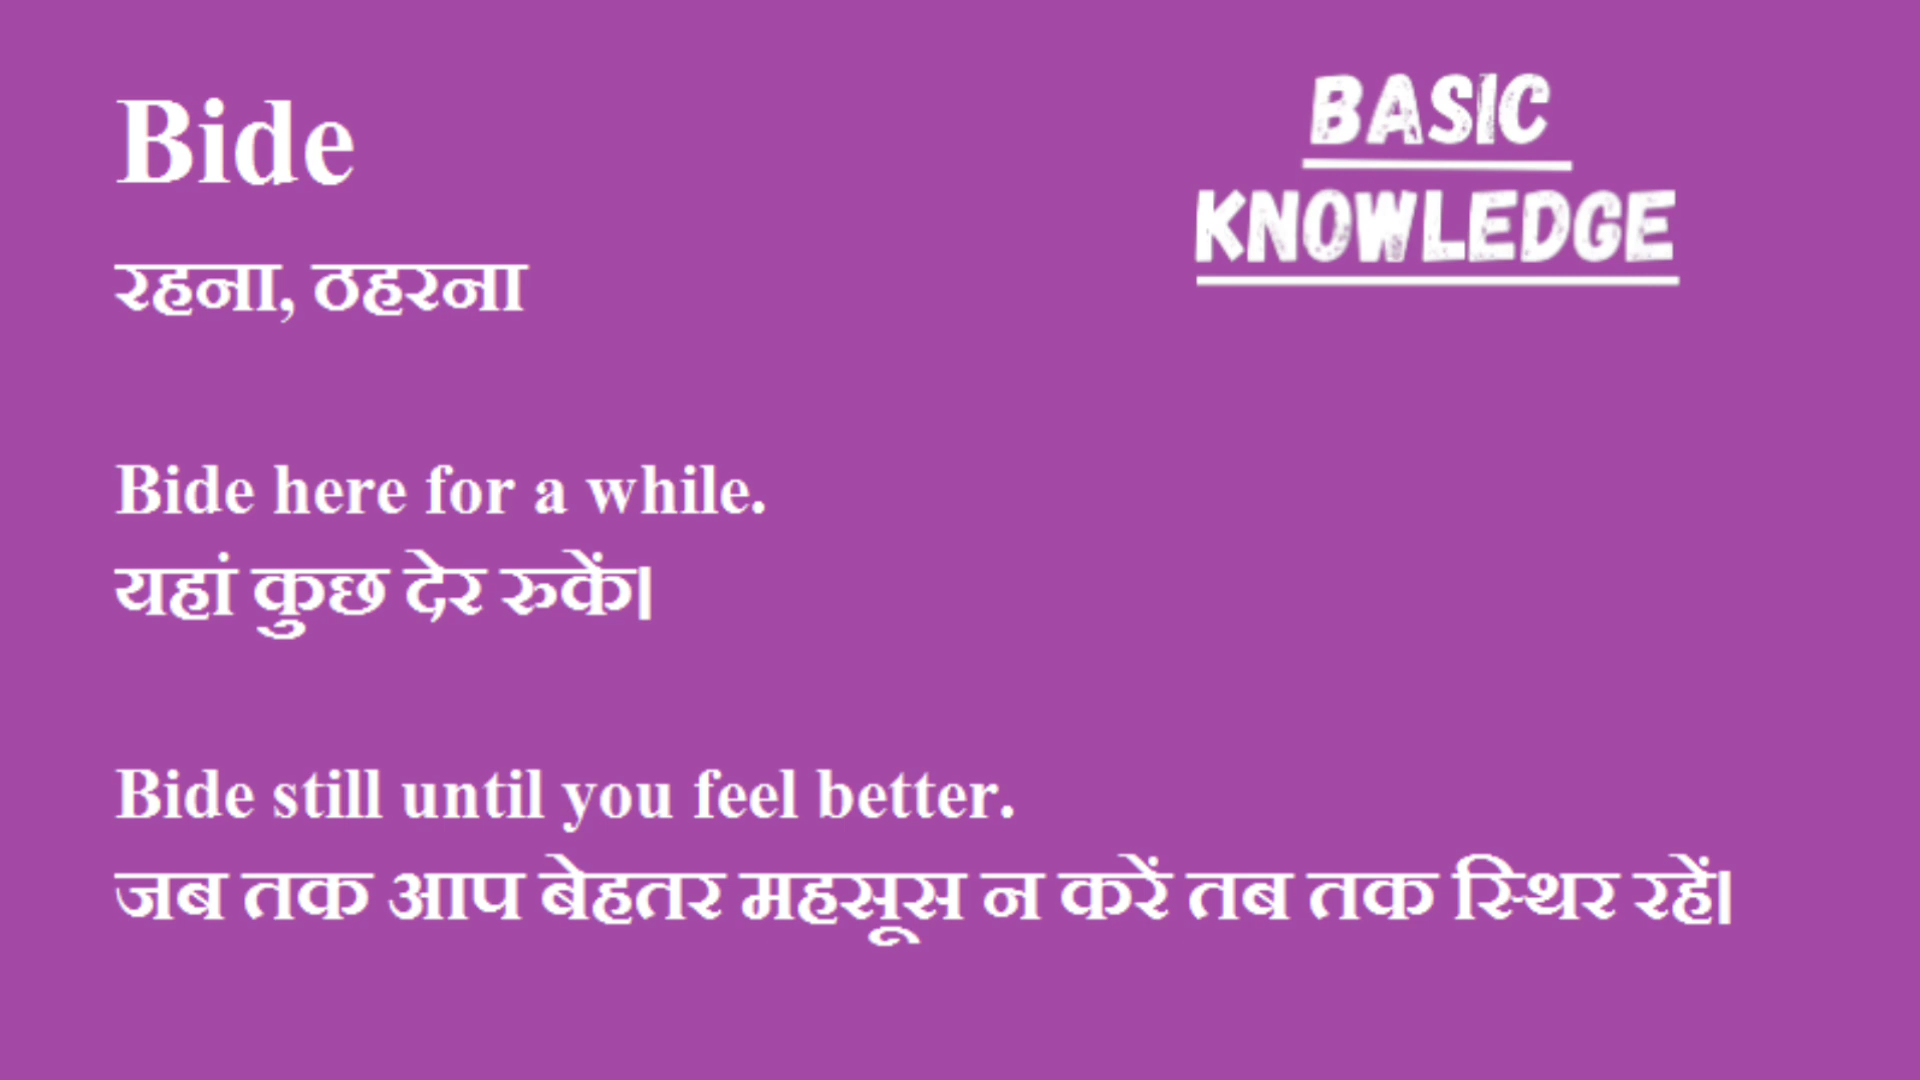 Bide
रहना, ठहरना
BASIC
KNOWLEDGE
Bide here for a while.
यहां कुछ देर रुकें।
Bide still until you feel better.
जब तक आप बेहतर महसूस न करें तब तक स्थिर रहें।